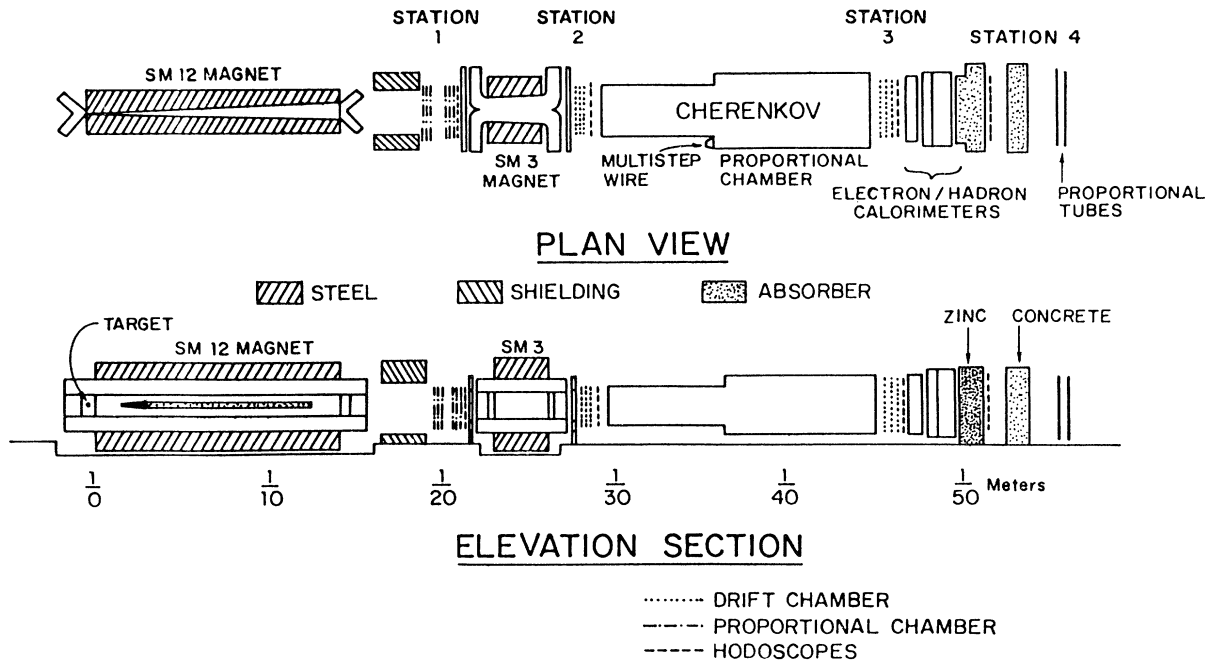 STATION
1
STATION
2
STATION
3
STATION 4
SM 12 MAGNET
CHERENKOV
SM 3
MAGNET
MULTISTEP
WIRE
PROPORTIONAL
CHAMBER
ELECTRON/HADRON
CALORIMETERS
PROPORTIONAL
TUBES
PLAN VIEW
STEEL
SHIELDING
ABSORBER
TARGET
SM 12 MAGNET
SM 3
ZINC
CONCRETE
0
10
20
30
40
50
Meters
ELEVATION SECTION
DRIFT CHAMBER
PROPORTIONAL CHAMBER
HODOSCOPES